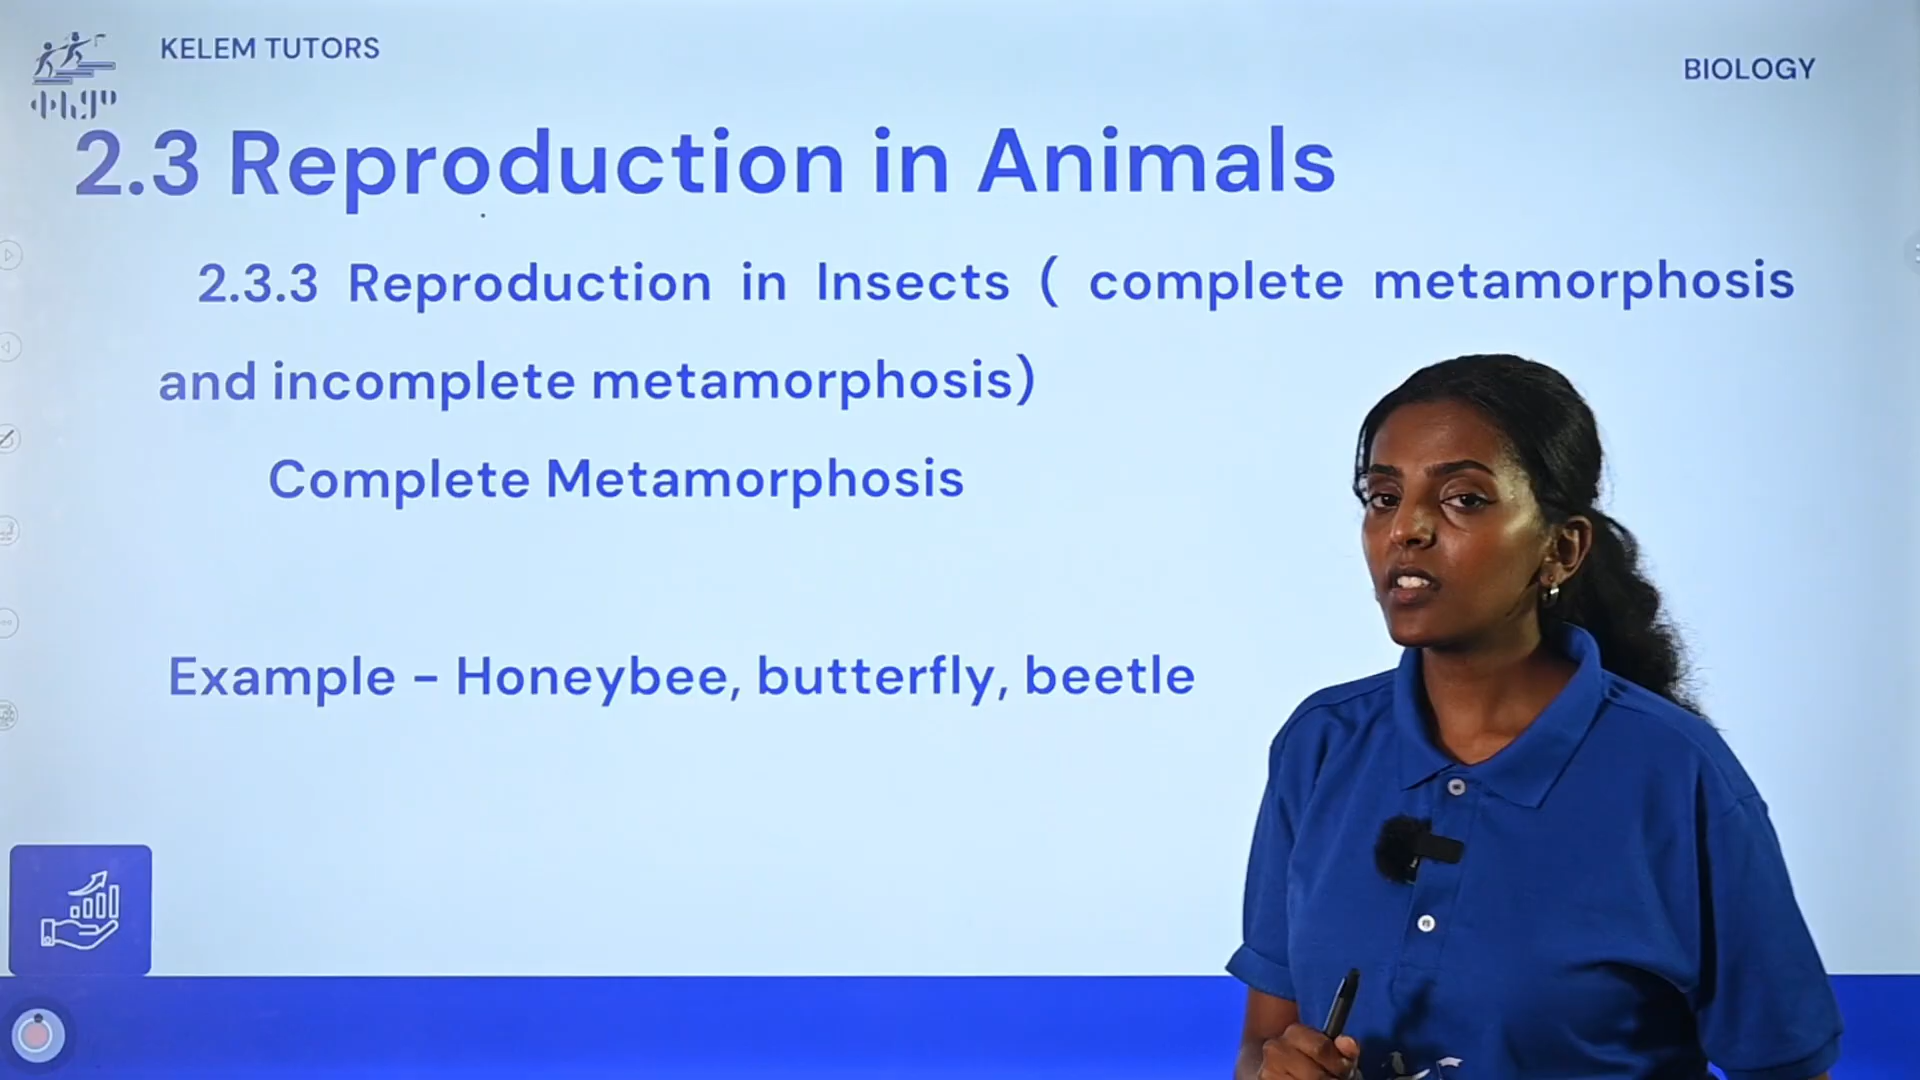 KELEM TUTORS
BIOLOGY
ቀለም
2.3 Reproduction in Animals
2.3.3 Reproduction in Insects ( complete metamorphosis
and incomplete metamorphosis)
Complete Metamorphosis
Example - Honeybee, butterfly, beetle